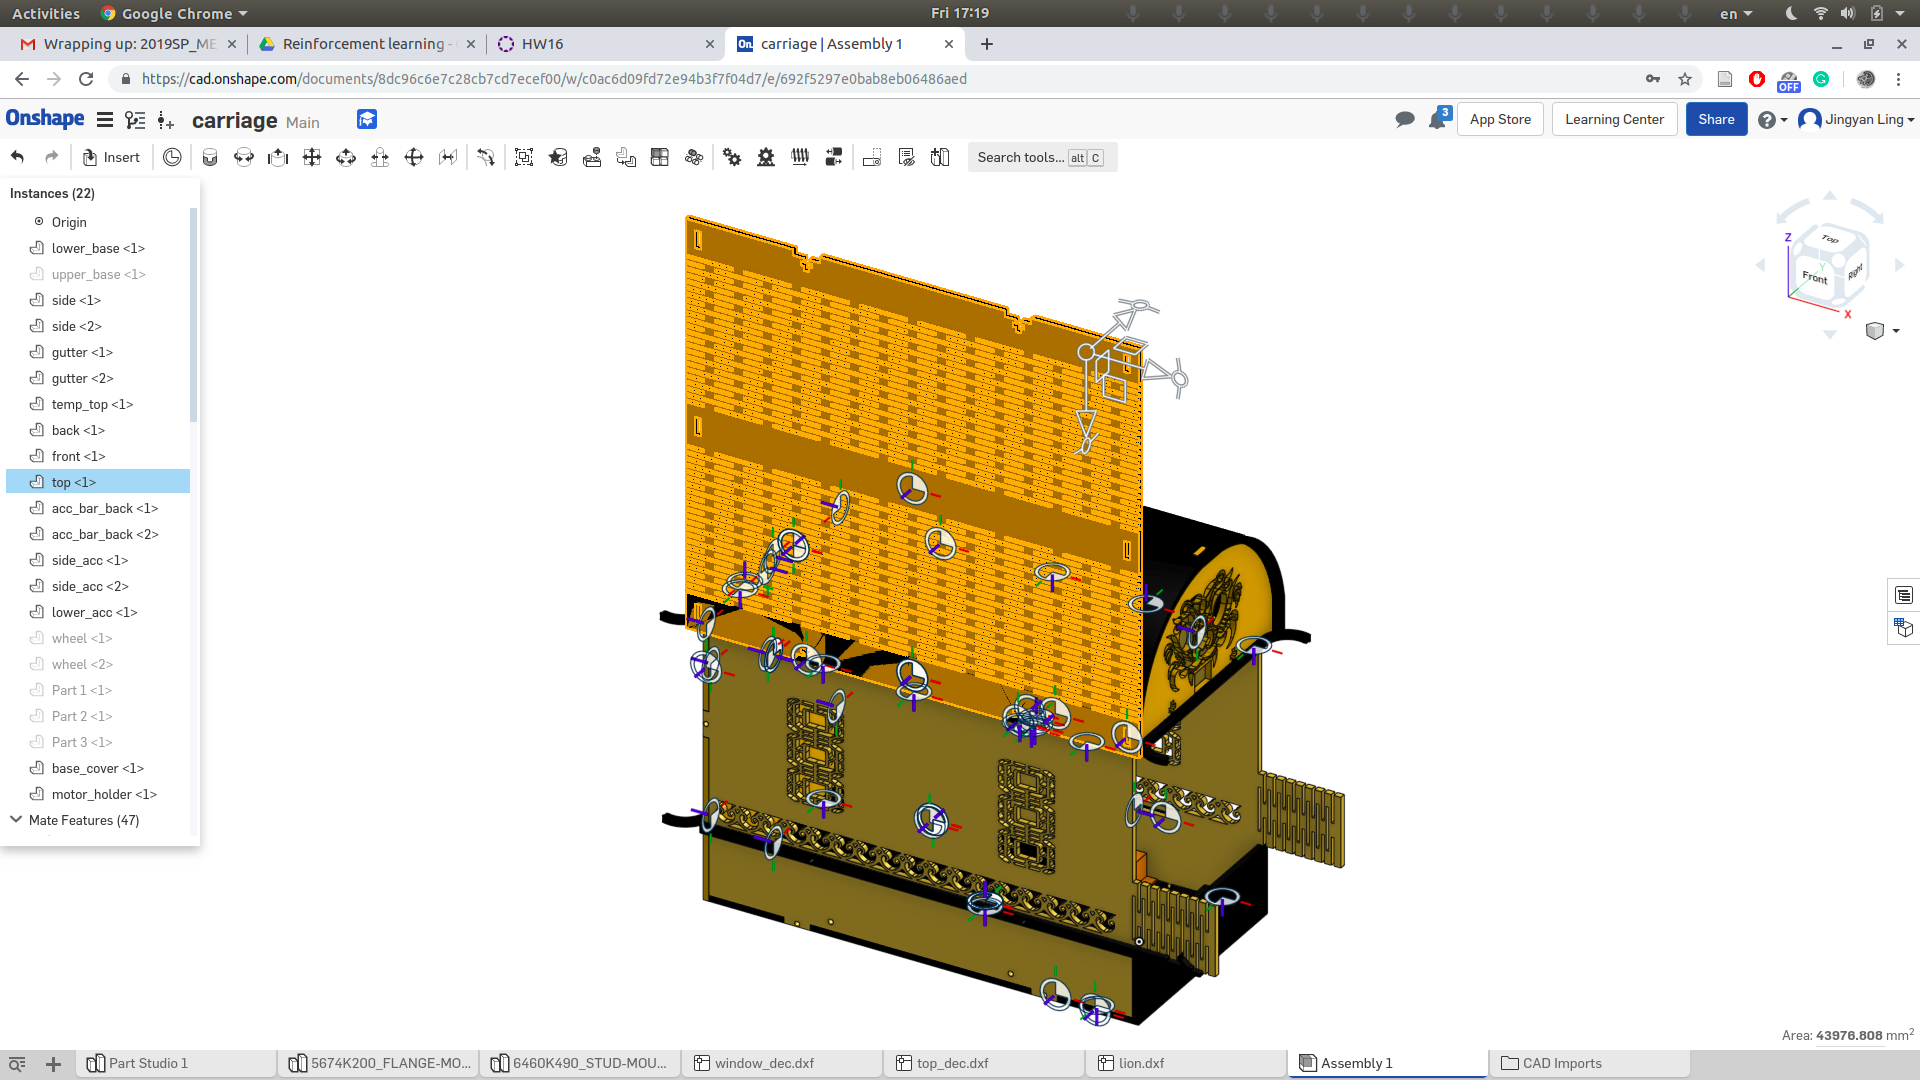 Activities Google Chrome Fri 17:19 en
Wrapping up: 2019SP_ME Reinforcement learning - HW16 carriage | Assembly 1
https://cad.onshape.com/documents/8dc96c6e7c28cb7cd7ecef00/w/c0ac6d09fd72e94b3f7f04d7/e/692f5297e0bab8eb06486aed OFF
Onshape carriage Main 3 App Store Learning Center Share Jingyan Ling
Insert Search tools... alt C
Instances (22)
Origin
lower_base <1>
upper_base <1>
side <1>
side <2>
gutter <1>
gutter <2>
temp_top <1>
back <1>
front <1>
top <1>
acc_bar_back <1>
acc_bar_back <2>
side_acc <1>
side_acc <2>
lower_acc <1>
wheel <1>
wheel <2>
Part 1 <1>
Part 2 <1>
Part 3 <1>
base_cover <1>
motor_holder <1>
Mate Features (47)
Z
Top
Y
Front Right
X
Area: 43976.808 mm²
Part Studio 1 5674K200_FLANGE-MO... 6460K490_STUD-MOU... window_dec.dxf top_dec.dxf lion.dxf Assembly 1 CAD Imports